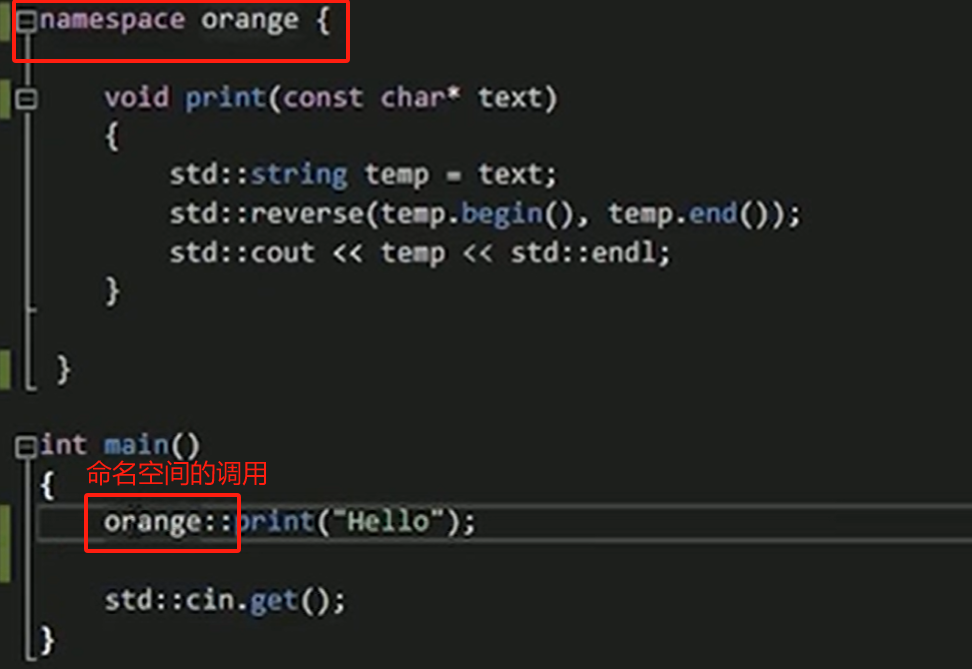 namespace orange {
void print(const char* text)
{
std::string temp = text;
std::reverse(temp.begin(), temp.end());
std::cout << temp << std::endl;
}
}
int main()
命名空间的调用
{
orange::print("Hello");
std::cin.get();
}